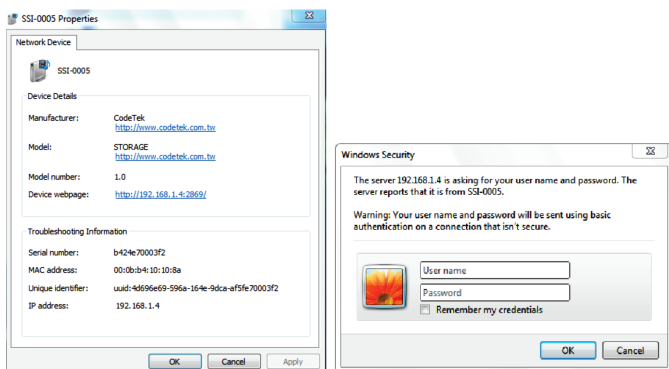 SSI-0005 Properties
Network Device
SSI-0005
Device Details
Manufacturer: CodeTek
http://www.codetek.com.tw
Model: STORAGE
http://www.codetek.com.tw
Model number: 1.0
Device webpage: http://192.168.1.4:2869/
Troubleshooting Information
Serial number: b424e70003f2
MAC address: 00:0b:b4:10:10:8a
Unique identifier: uuid:4d696e69-596a-164e-9dca-af5fe70003f2
IP address: 192.168.1.4
OK Cancel Apply
Windows Security
The server 192.168.1.4 is asking for your user name and password. The
server reports that it is from SSI-0005.
Warning: Your user name and password will be sent using basic
authentication on a connection that isn't secure.
User name
Password
Remember my credentials
OK Cancel